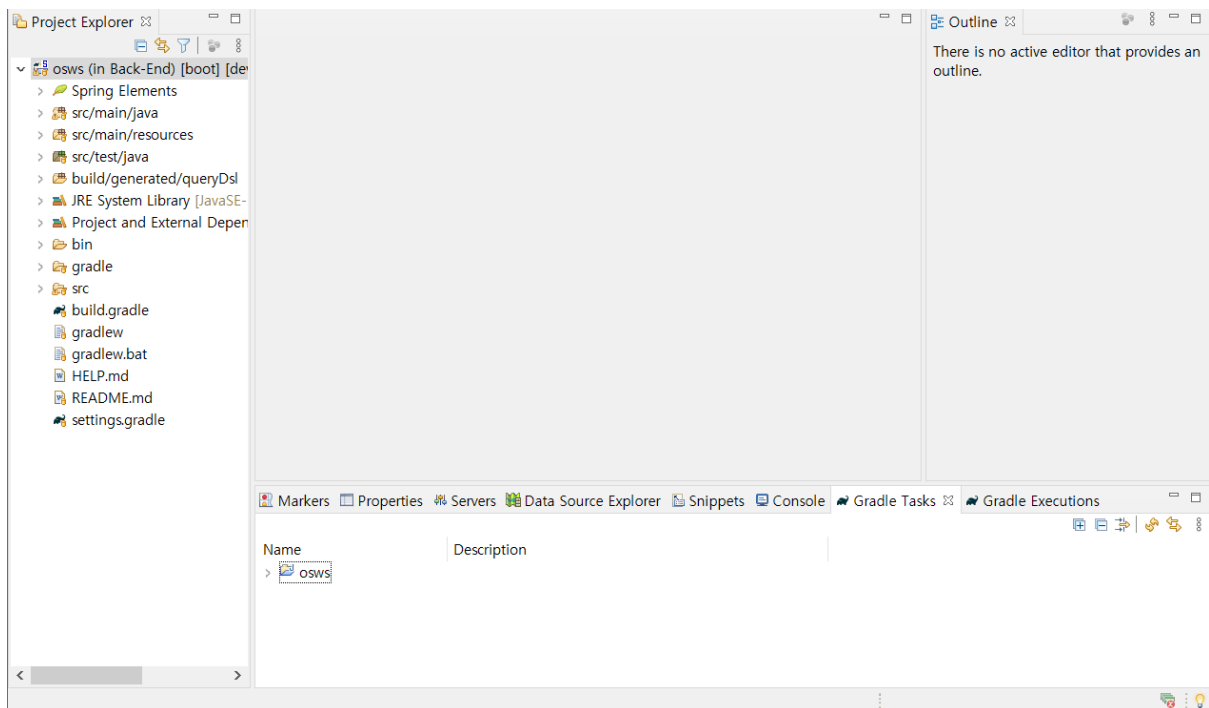 Project Explorer
osws (in Back-End) [boot] [dev
Spring Elements
src/main/java
src/main/resources
src/test/java
build/generated/queryDsl
JRE System Library [JavaSE-
Project and External Depen
bin
gradle
src
build.gradle
gradlew
gradlew.bat
HELP.md
README.md
settings.gradle
Outline
There is no active editor that provides an
outline.
Markers Properties Servers Data Source Explorer Snippets Console Gradle Tasks Gradle Executions
Name Description
osws